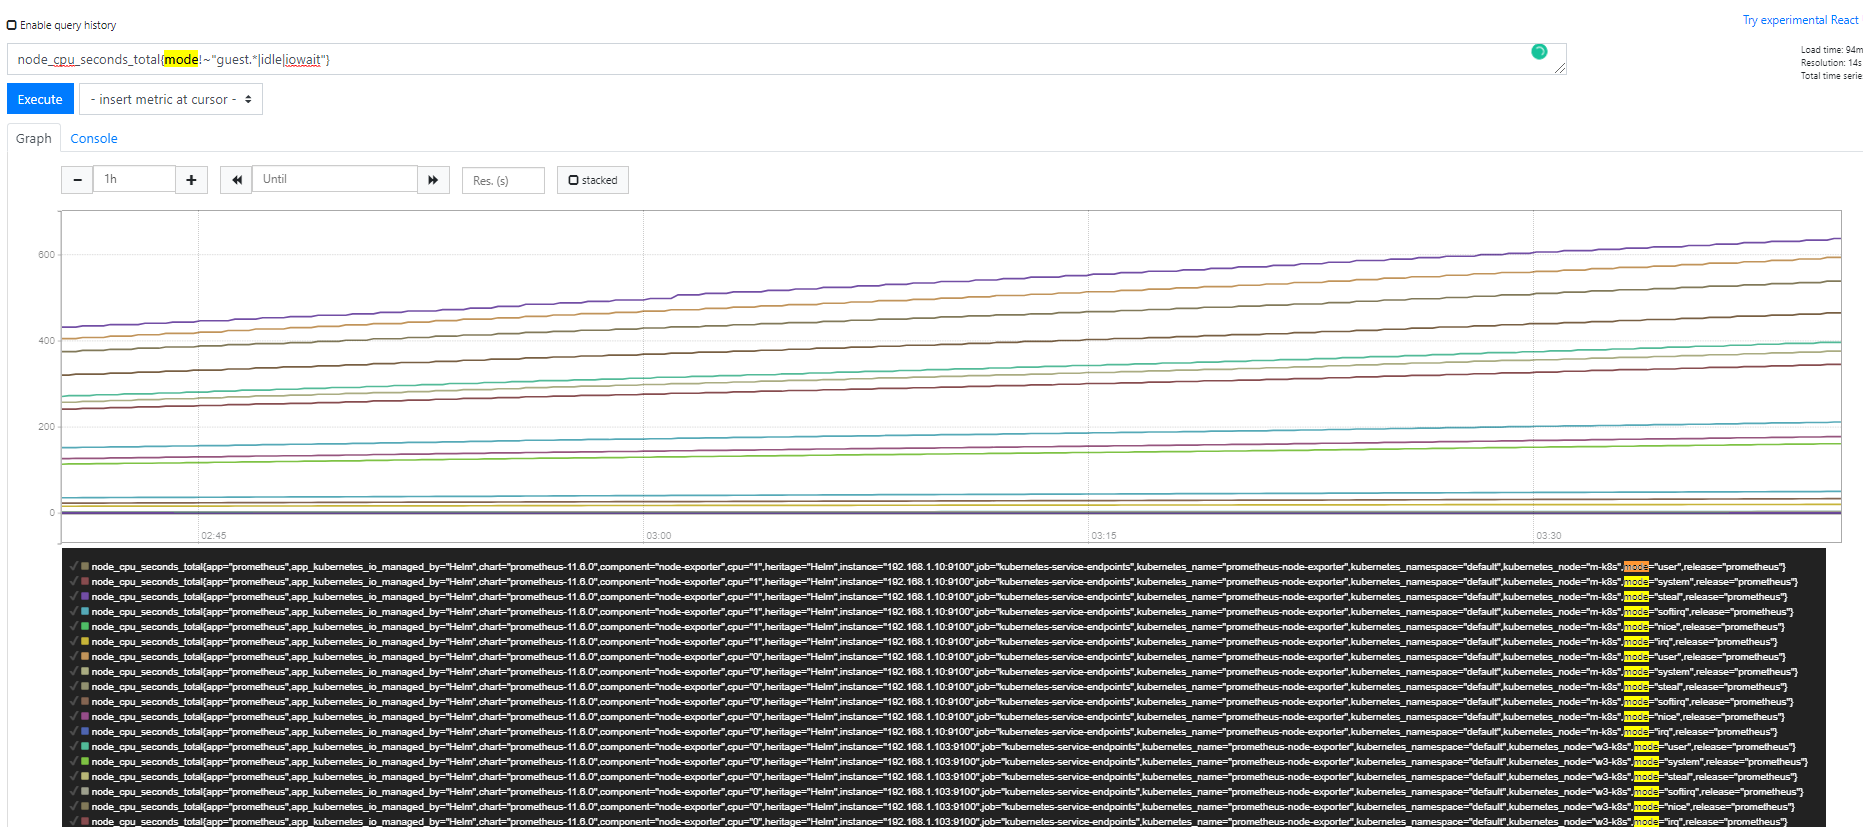 Enable query history
Try experimental React
node_cpu_seconds_total{mode!~"guest.*|idle|iowait"}
Load time: 94m
Resolution: 14s
Total time serie
Execute
- insert metric at cursor -
Graph
Console
− 1h + Until Res. (s) stacked
600
400
200
0
02:45
03:00
03:15
03:30
node_cpu_seconds_total{app="prometheus",app_kubernetes_io_managed_by="Helm",chart="prometheus-11.6.0",component="node-exporter",cpu="1",heritage="Helm",instance="192.168.1.10:9100",job="kubernetes-service-endpoints",kubernetes_name="prometheus-node-exporter",kubernetes_namespace="default",kubernetes_node="m-k8s",mode="user",release="prometheus"}
node_cpu_seconds_total{app="prometheus",app_kubernetes_io_managed_by="Helm",chart="prometheus-11.6.0",component="node-exporter",cpu="1",heritage="Helm",instance="192.168.1.10:9100",job="kubernetes-service-endpoints",kubernetes_name="prometheus-node-exporter",kubernetes_namespace="default",kubernetes_node="m-k8s",mode="system",release="prometheus"}
node_cpu_seconds_total{app="prometheus",app_kubernetes_io_managed_by="Helm",chart="prometheus-11.6.0",component="node-exporter",cpu="1",heritage="Helm",instance="192.168.1.10:9100",job="kubernetes-service-endpoints",kubernetes_name="prometheus-node-exporter",kubernetes_namespace="default",kubernetes_node="m-k8s",mode="steal",release="prometheus"}
node_cpu_seconds_total{app="prometheus",app_kubernetes_io_managed_by="Helm",chart="prometheus-11.6.0",component="node-exporter",cpu="1",heritage="Helm",instance="192.168.1.10:9100",job="kubernetes-service-endpoints",kubernetes_name="prometheus-node-exporter",kubernetes_namespace="default",kubernetes_node="m-k8s",mode="softirq",release="prometheus"}
node_cpu_seconds_total{app="prometheus",app_kubernetes_io_managed_by="Helm",chart="prometheus-11.6.0",component="node-exporter",cpu="1",heritage="Helm",instance="192.168.1.10:9100",job="kubernetes-service-endpoints",kubernetes_name="prometheus-node-exporter",kubernetes_namespace="default",kubernetes_node="m-k8s",mode="nice",release="prometheus"}
node_cpu_seconds_total{app="prometheus",app_kubernetes_io_managed_by="Helm",chart="prometheus-11.6.0",component="node-exporter",cpu="1",heritage="Helm",instance="192.168.1.10:9100",job="kubernetes-service-endpoints",kubernetes_name="prometheus-node-exporter",kubernetes_namespace="default",kubernetes_node="m-k8s",mode="irq",release="prometheus"}
node_cpu_seconds_total{app="prometheus",app_kubernetes_io_managed_by="Helm",chart="prometheus-11.6.0",component="node-exporter",cpu="0",heritage="Helm",instance="192.168.1.10:9100",job="kubernetes-service-endpoints",kubernetes_name="prometheus-node-exporter",kubernetes_namespace="default",kubernetes_node="m-k8s",mode="user",release="prometheus"}
node_cpu_seconds_total{app="prometheus",app_kubernetes_io_managed_by="Helm",chart="prometheus-11.6.0",component="node-exporter",cpu="0",heritage="Helm",instance="192.168.1.10:9100",job="kubernetes-service-endpoints",kubernetes_name="prometheus-node-exporter",kubernetes_namespace="default",kubernetes_node="m-k8s",mode="system",release="prometheus"}
node_cpu_seconds_total{app="prometheus",app_kubernetes_io_managed_by="Helm",chart="prometheus-11.6.0",component="node-exporter",cpu="0",heritage="Helm",instance="192.168.1.10:9100",job="kubernetes-service-endpoints",kubernetes_name="prometheus-node-exporter",kubernetes_namespace="default",kubernetes_node="m-k8s",mode="steal",release="prometheus"}
node_cpu_seconds_total{app="prometheus",app_kubernetes_io_managed_by="Helm",chart="prometheus-11.6.0",component="node-exporter",cpu="0",heritage="Helm",instance="192.168.1.10:9100",job="kubernetes-service-endpoints",kubernetes_name="prometheus-node-exporter",kubernetes_namespace="default",kubernetes_node="m-k8s",mode="softirq",release="prometheus"}
node_cpu_seconds_total{app="prometheus",app_kubernetes_io_managed_by="Helm",chart="prometheus-11.6.0",component="node-exporter",cpu="0",heritage="Helm",instance="192.168.1.10:9100",job="kubernetes-service-endpoints",kubernetes_name="prometheus-node-exporter",kubernetes_namespace="default",kubernetes_node="m-k8s",mode="nice",release="prometheus"}
node_cpu_seconds_total{app="prometheus",app_kubernetes_io_managed_by="Helm",chart="prometheus-11.6.0",component="node-exporter",cpu="0",heritage="Helm",instance="192.168.1.10:9100",job="kubernetes-service-endpoints",kubernetes_name="prometheus-node-exporter",kubernetes_namespace="default",kubernetes_node="m-k8s",mode="irq",release="prometheus"}
node_cpu_seconds_total{app="prometheus",app_kubernetes_io_managed_by="Helm",chart="prometheus-11.6.0",component="node-exporter",cpu="0",heritage="Helm",instance="192.168.1.103:9100",job="kubernetes-service-endpoints",kubernetes_name="prometheus-node-exporter",kubernetes_namespace="default",kubernetes_node="w3-k8s",mode="user",release="prometheus"}
node_cpu_seconds_total{app="prometheus",app_kubernetes_io_managed_by="Helm",chart="prometheus-11.6.0",component="node-exporter",cpu="0",heritage="Helm",instance="192.168.1.103:9100",job="kubernetes-service-endpoints",kubernetes_name="prometheus-node-exporter",kubernetes_namespace="default",kubernetes_node="w3-k8s",mode="system",release="prometheus"}
node_cpu_seconds_total{app="prometheus",app_kubernetes_io_managed_by="Helm",chart="prometheus-11.6.0",component="node-exporter",cpu="0",heritage="Helm",instance="192.168.1.103:9100",job="kubernetes-service-endpoints",kubernetes_name="prometheus-node-exporter",kubernetes_namespace="default",kubernetes_node="w3-k8s",mode="steal",release="prometheus"}
node_cpu_seconds_total{app="prometheus",app_kubernetes_io_managed_by="Helm",chart="prometheus-11.6.0",component="node-exporter",cpu="0",heritage="Helm",instance="192.168.1.103:9100",job="kubernetes-service-endpoints",kubernetes_name="prometheus-node-exporter",kubernetes_namespace="default",kubernetes_node="w3-k8s",mode="softirq",release="prometheus"}
node_cpu_seconds_total{app="prometheus",app_kubernetes_io_managed_by="Helm",chart="prometheus-11.6.0",component="node-exporter",cpu="0",heritage="Helm",instance="192.168.1.103:9100",job="kubernetes-service-endpoints",kubernetes_name="prometheus-node-exporter",kubernetes_namespace="default",kubernetes_node="w3-k8s",mode="nice",release="prometheus"}
node_cpu_seconds_total{app="prometheus",app_kubernetes_io_managed_by="Helm",chart="prometheus-11.6.0",component="node-exporter",cpu="0",heritage="Helm",instance="192.168.1.103:9100",job="kubernetes-service-endpoints",kubernetes_name="prometheus-node-exporter",kubernetes_namespace="default",kubernetes_node="w3-k8s",mode="irq",release="prometheus"}